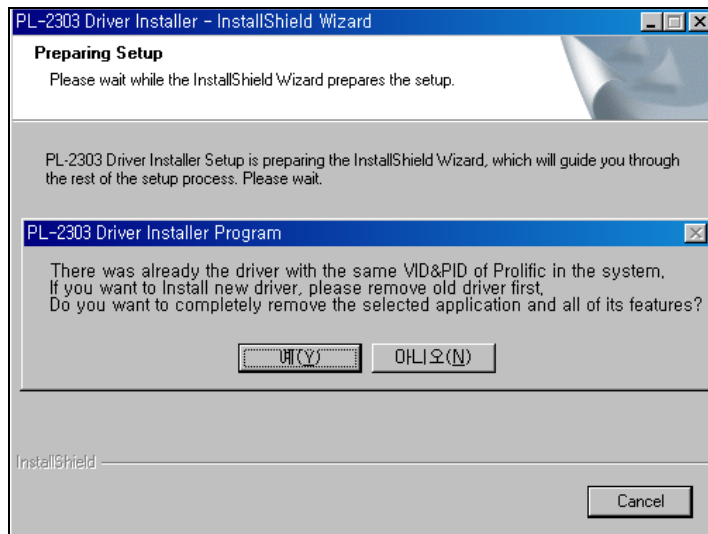 PL-2303 Driver Installer - InstallShield Wizard
Preparing Setup
Please wait while the InstallShield Wizard prepares the setup.
PL-2303 Driver Installer Setup is preparing the InstallShield Wizard, which will guide you through
the rest of the setup process. Please wait.
PL-2303 Driver Installer Program
There was already the driver with the same VID&PID of Prolific in the system,
If you want to Install new driver, please remove old driver first,
Do you want to completely remove the selected application and all of its features?
예(Y) 아니오(N)
InstallShield
Cancel